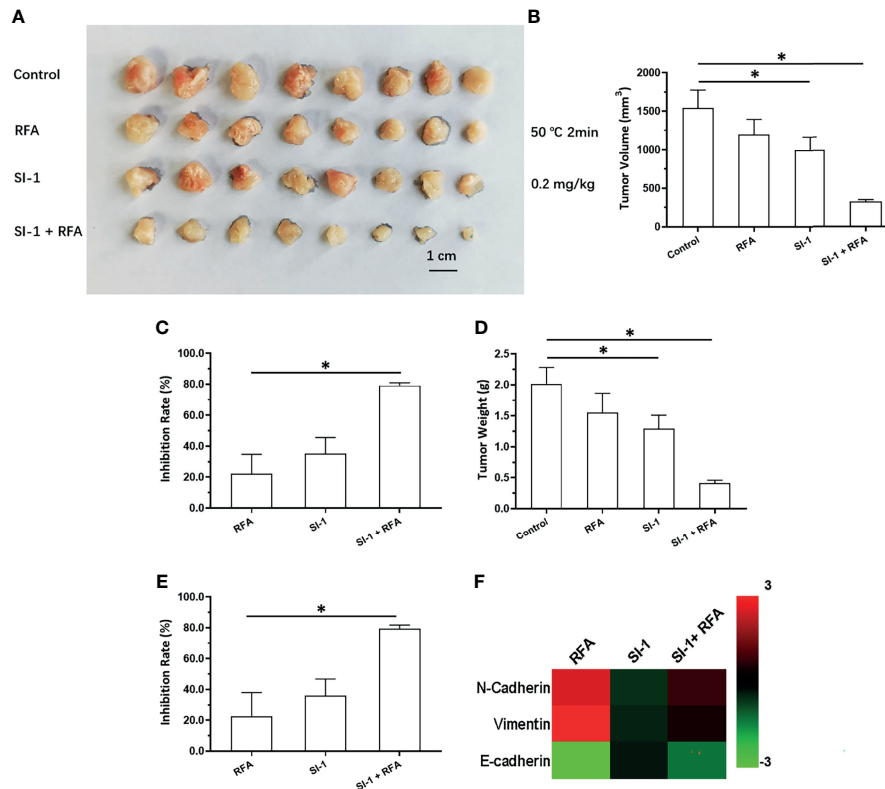 A
Control
RFA
SI-1
SI-1 + RFA
1 cm
50 °C 2min
0.2 mg/kg
B
*
*
Tumor Volume (mm³)
2000
1500
1000
500
0
Control
RFA
SI-1
SI-1 + RFA
C
*
Inhibition Rate (%)
100.0
80.0
60.0
40.0
20.0
0.0
RFA
SI-1
SI-1 + RFA
D
*
*
Tumor Weight (g)
2.5
2.0
1.5
1.0
0.5
0.0
Control
RFA
SI-1
SI-1 + RFA
E
*
Inhibition Rate (%)
100.0
80.0
60.0
40.0
20.0
0.0
RFA
SI-1
SI-1 + RFA
F
RFA
SI-1
SI-1+ RFA
N-Cadherin
Vimentin
E-cadherin
3
-3